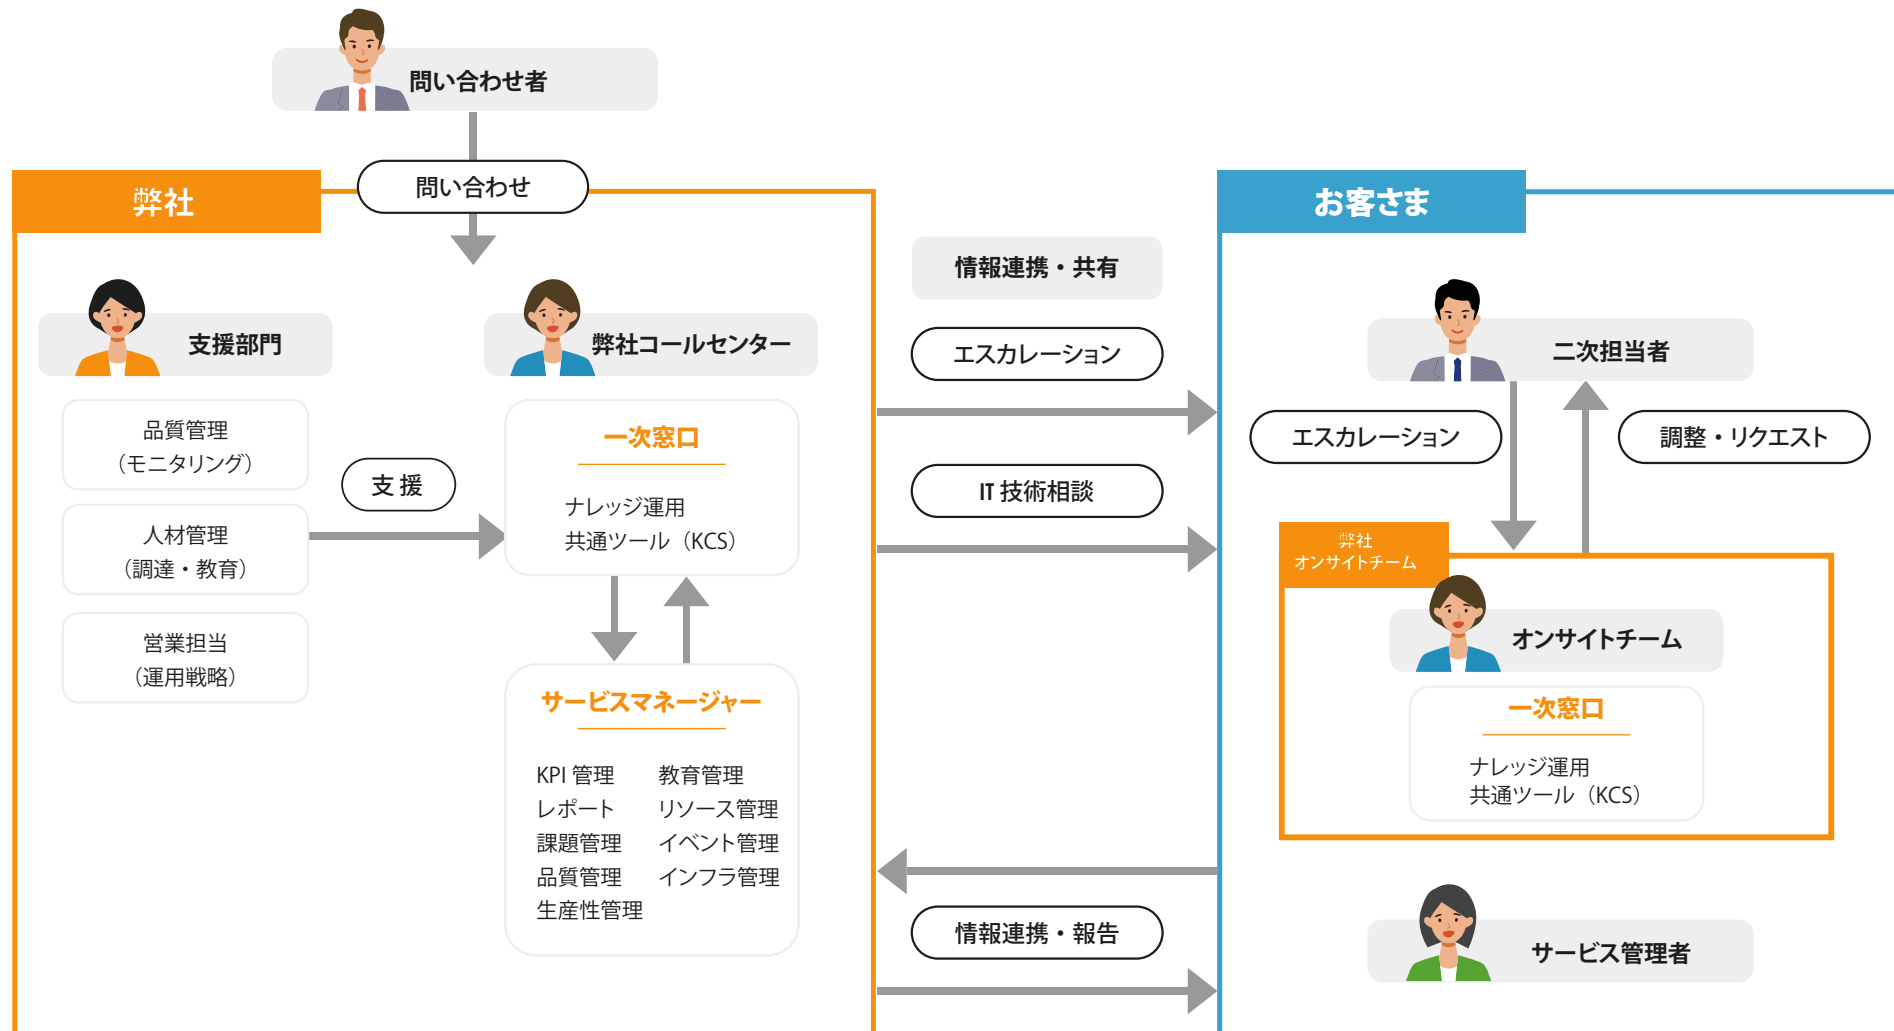 問い合わせ者
問い合わせ
弊社
支援部門
品質管理
（モニタリング）
人材管理
（調達・教育）
営業担当
（運用戦略）
支援
弊社コールセンター
一次窓口
ナレッジ運用
共通ツール（KCS）
サービスマネージャー
KPI 管理
レポート
課題管理
品質管理
生産性管理
教育管理
リソース管理
イベント管理
インフラ管理
情報連携・共有
エスカレーション
IT 技術相談
情報連携・報告
お客さま
二次担当者
エスカレーション
調整・リクエスト
弊社
オンサイトチーム
オンサイトチーム
一次窓口
ナレッジ運用
共通ツール（KCS）
サービス管理者